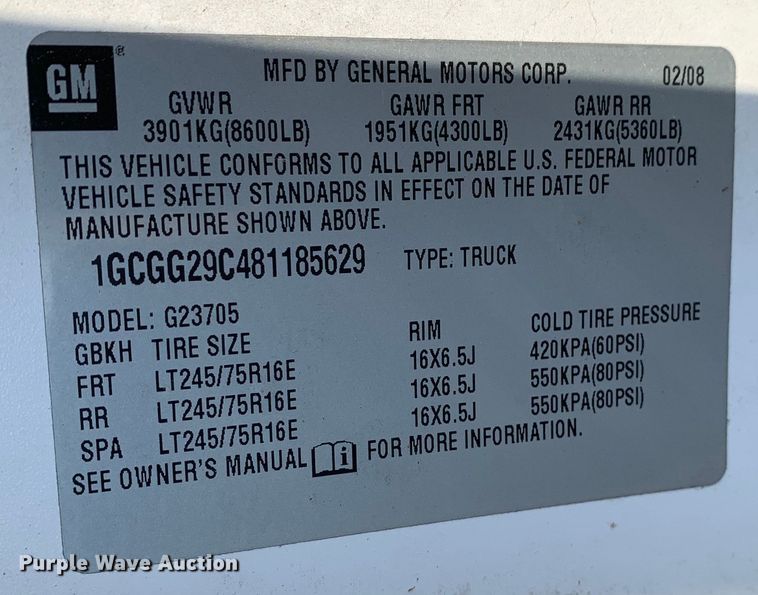 GM®
MFD BY GENERAL MOTORS CORP. 02/08
GVWR GAWR FRT GAWR RR
3901KG(8600LB) 1951KG(4300LB) 2431KG(5360LB)
THIS VEHICLE CONFORMS TO ALL APPLICABLE U.S. FEDERAL MOTOR
VEHICLE SAFETY STANDARDS IN EFFECT ON THE DATE OF
MANUFACTURE SHOWN ABOVE.
1GCGG29C481185629 TYPE: TRUCK
MODEL: G23705
GBKH TIRE SIZE RIM COLD TIRE PRESSURE
FRT LT245/75R16E 16X6.5J 420KPA(60PSI)
RR LT245/75R16E 16X6.5J 550KPA(80PSI)
SPA LT245/75R16E 16X6.5J 550KPA(80PSI)
SEE OWNER'S MANUAL i FOR MORE INFORMATION.
Purple Wave Auction